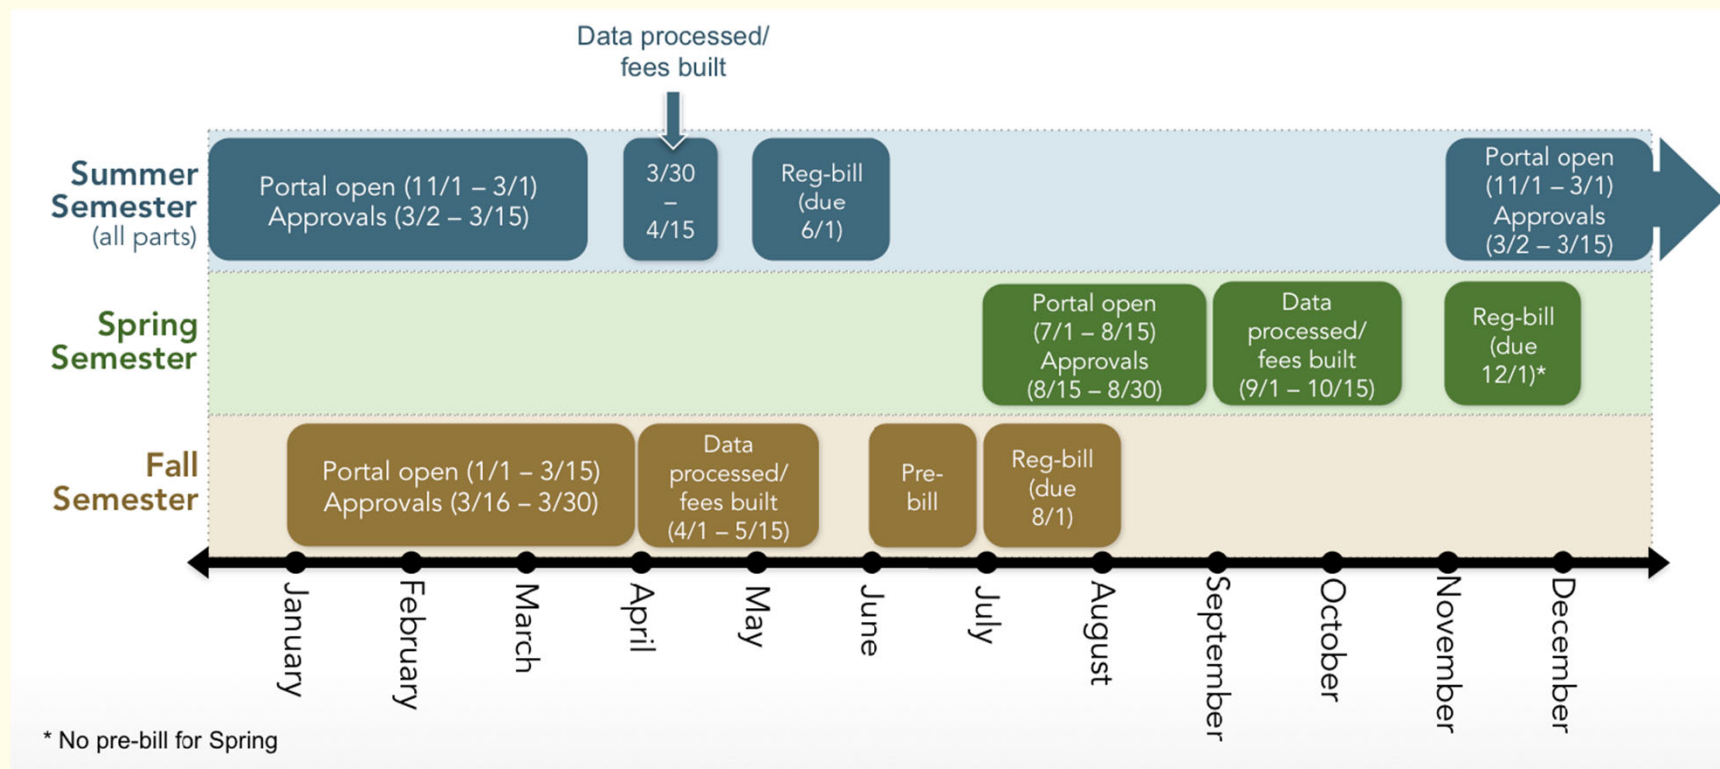 Data processed/
fees built
Summer
Semester
(all parts)
Portal open (11/1 – 3/1)
Approvals (3/2 – 3/15)
3/30
–
4/15
Reg-bill
(due
6/1)
Portal open
(11/1 – 3/1)
Approvals
(3/2 – 3/15)
Spring
Semester
Portal open
(7/1 – 8/15)
Approvals
(8/15 – 8/30)
Data
processed/
fees built
(9/1 – 10/15)
Reg-bill
(due
12/1)*
Fall
Semester
Portal open (1/1 – 3/15)
Approvals (3/16 – 3/30)
Data
processed/
fees built
(4/1 – 5/15)
Pre-
bill
Reg-bill
(due
8/1)
January
February
March
April
May
June
July
August
September
October
November
December
* No pre-bill for Spring